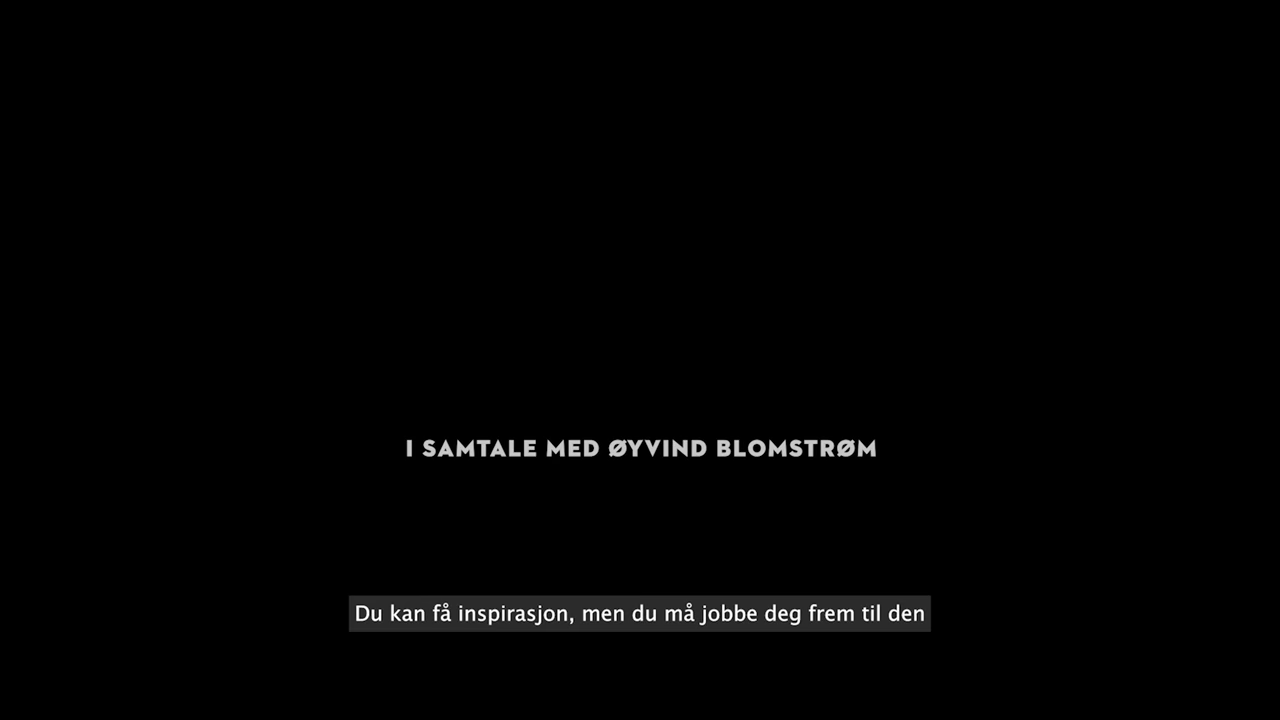 I SAMTALE MED ØYVIND BLOMSTRØM
Du kan få inspirasjon, men du må jobbe deg frem til den